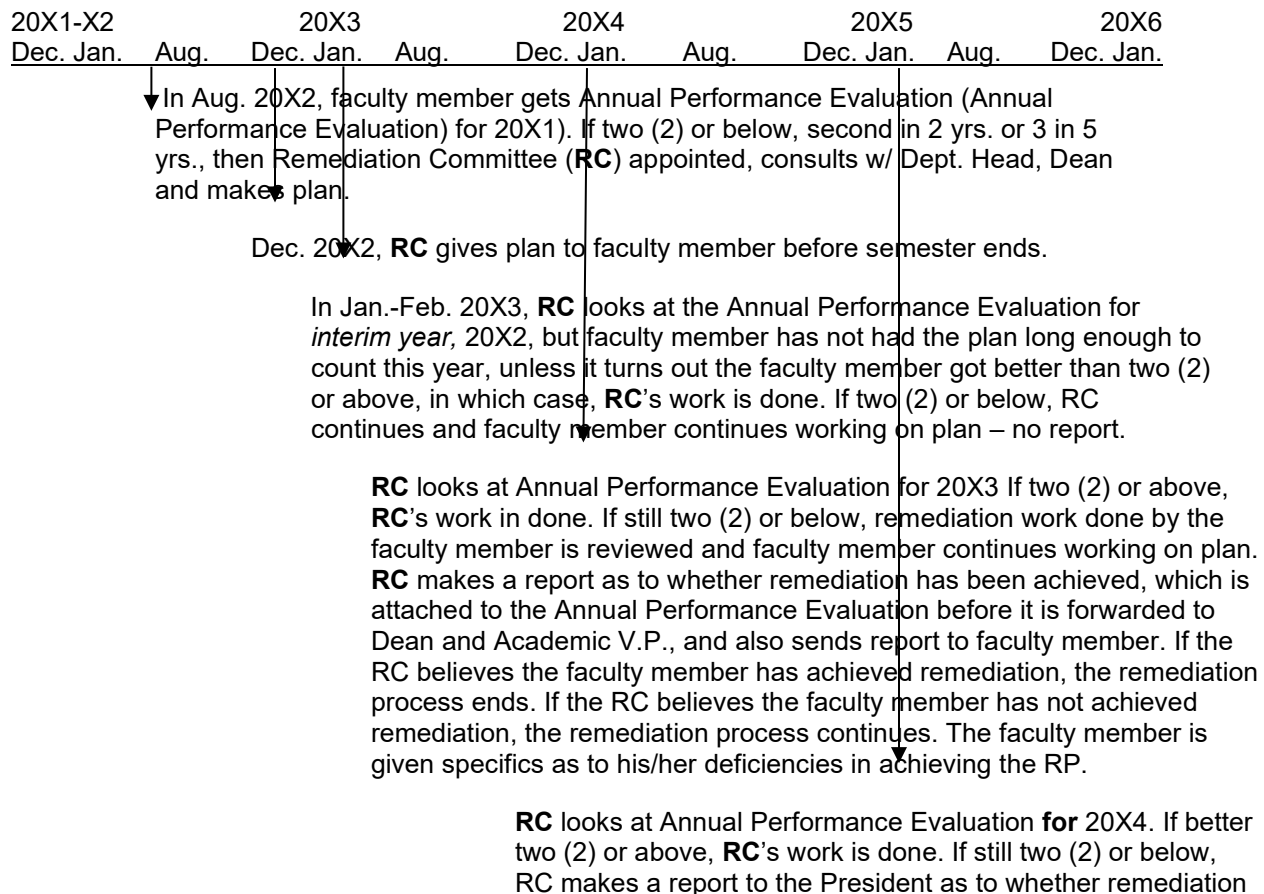 20X1-X2 20X3 20X4 20X5 20X6
Dec. Jan. Aug. Dec. Jan. Aug. Dec. Jan. Aug. Dec. Jan. Aug. Dec. Jan.
In Aug. 20X2, faculty member gets Annual Performance Evaluation (Annual
Performance Evaluation) for 20X1). If two (2) or below, second in 2 yrs. or 3 in 5
yrs., then Remediation Committee (RC) appointed, consults w/ Dept. Head, Dean
and makes plan.
Dec. 20X2, RC gives plan to faculty member before semester ends.
In Jan.-Feb. 20X3, RC looks at the Annual Performance Evaluation for
interim year, 20X2, but faculty member has not had the plan long enough to
count this year, unless it turns out the faculty member got better than two (2)
or above, in which case, RC's work is done. If two (2) or below, RC
continues and faculty member continues working on plan – no report.
RC looks at Annual Performance Evaluation for 20X3 If two (2) or above,
RC's work in done. If still two (2) or below, remediation work done by the
faculty member is reviewed and faculty member continues working on plan.
RC makes a report as to whether remediation has been achieved, which is
attached to the Annual Performance Evaluation before it is forwarded to
Dean and Academic V.P., and also sends report to faculty member. If the
RC believes the faculty member has achieved remediation, the remediation
process ends. If the RC believes the faculty member has not achieved
remediation, the remediation process continues. The faculty member is
given specifics as to his/her deficiencies in achieving the RP.
RC looks at Annual Performance Evaluation for 20X4. If better
two (2) or above, RC's work is done. If still two (2) or below,
RC makes a report to the President as to whether remediation